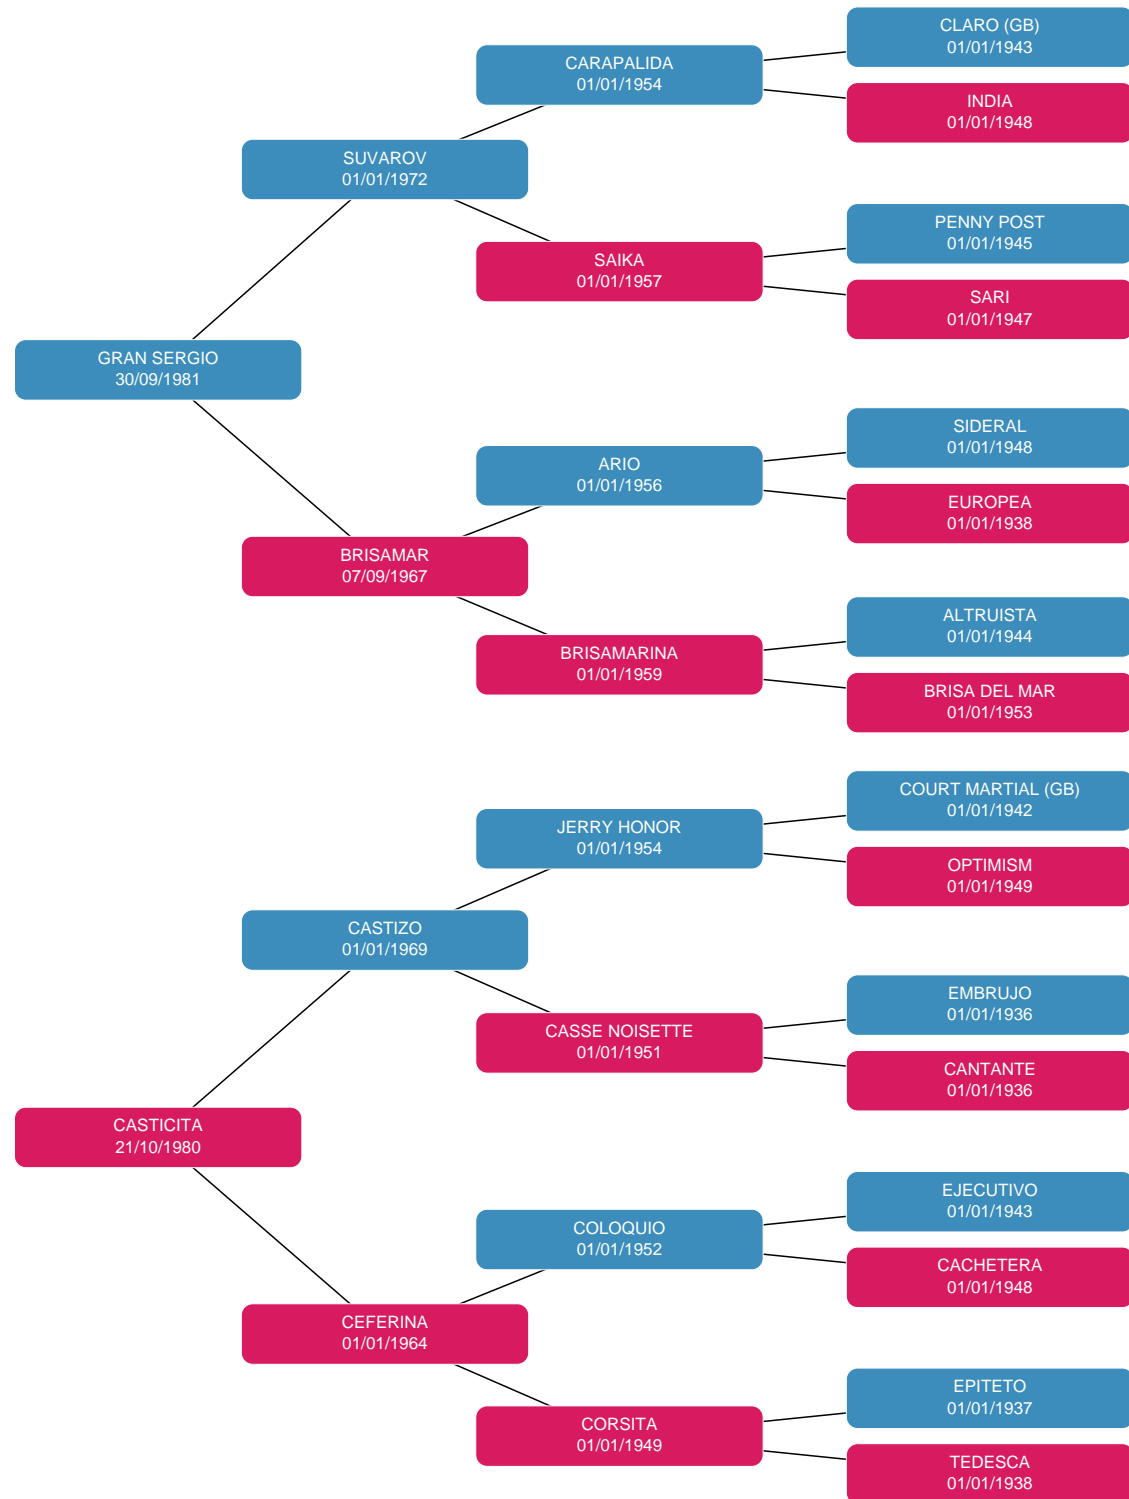 CLARO (GB)
01/01/1943
CARAPALIDA
01/01/1954
INDIA
01/01/1948
SUVAROV
01/01/1972
PENNY POST
01/01/1945
SAIKA
01/01/1957
SARI
01/01/1947
GRAN SERGIO
30/09/1981
SIDERAL
01/01/1948
ARIO
01/01/1956
EUROPEA
01/01/1938
BRISAMAR
07/09/1967
ALTRUISTA
01/01/1944
BRISAMARINA
01/01/1959
BRISA DEL MAR
01/01/1953
COURT MARTIAL (GB)
01/01/1942
JERRY HONOR
01/01/1954
OPTIMISM
01/01/1949
CASTIZO
01/01/1969
EMBRUJO
01/01/1936
CASSE NOISETTE
01/01/1951
CANTANTE
01/01/1936
CASTICITA
21/10/1980
EJECUTIVO
01/01/1943
COLOQUIO
01/01/1952
CACHETERA
01/01/1948
CEFERINA
01/01/1964
EPITETO
01/01/1937
CORSITA
01/01/1949
TEDESCA
01/01/1938